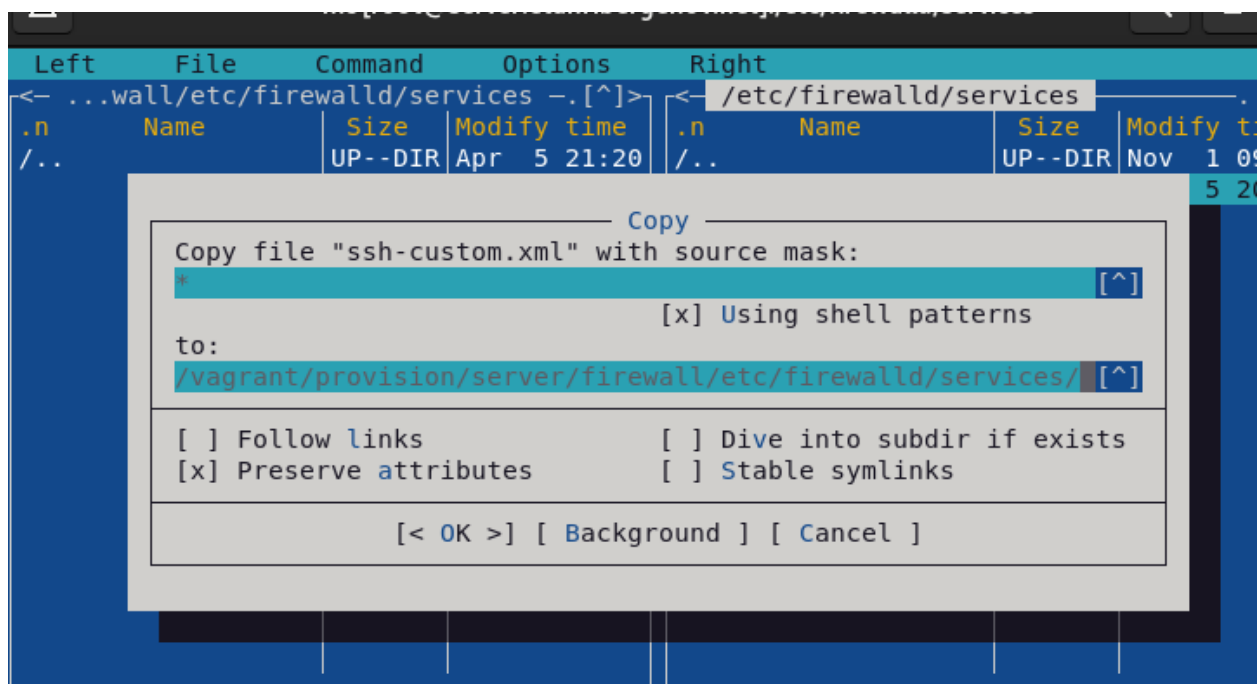 Left File Command Options Right
<─ ...wall/etc/firewalld/services ─.[^]>
<─ /etc/firewalld/services
.n Name Size Modify time
.n Name Size Modify
/.. UP--DIR Apr 5 21:20
/.. UP--DIR Nov 1
5
Copy
Copy file "ssh-custom.xml" with source mask:
* [^]
[x] Using shell patterns
to:
/vagrant/provision/server/firewall/etc/firewalld/services/ [^]
[ ] Follow links [ ] Dive into subdir if exists
[x] Preserve attributes [ ] Stable symlinks
[< OK >] [ Background ] [ Cancel ]